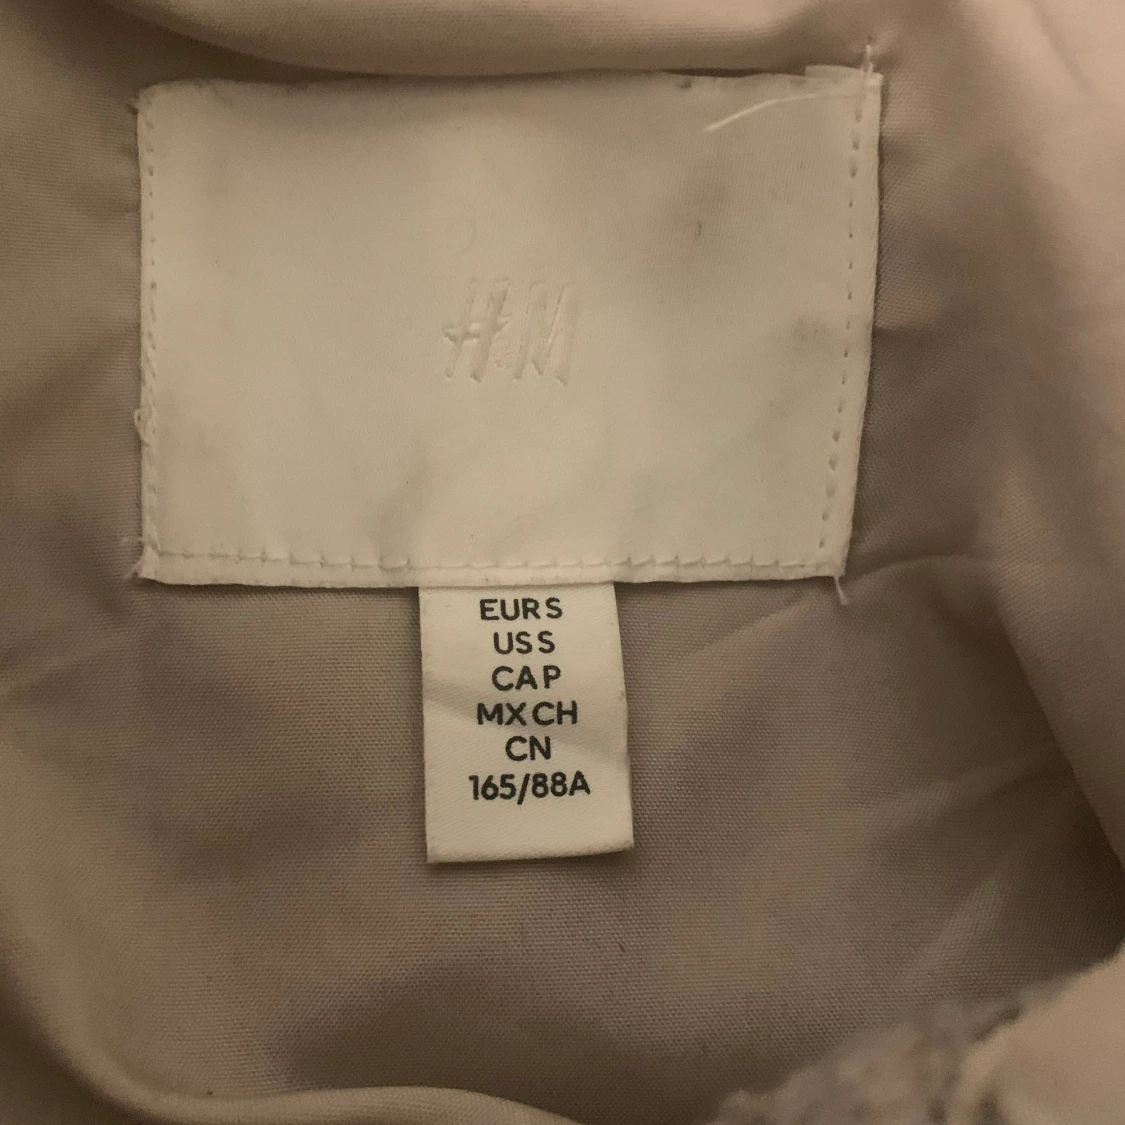 H&M
EUR S
US S
CA P
MX CH
CN
165/88A